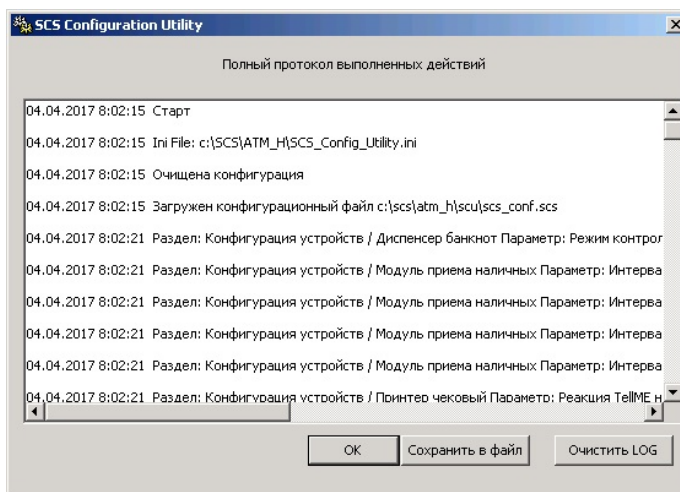 SCS Configuration Utility
Полный протокол выполненных действий
04.04.2017 8:02:15 Старт
04.04.2017 8:02:15 Ini File: c:\SCS\ATM_H\SCS_Config_Utility.ini
04.04.2017 8:02:15 Очищена конфигурация
04.04.2017 8:02:15 Загружен конфигурационный файл c:\scs\atm_h\scu\scs_conf.scs
04.04.2017 8:02:21 Раздел: Конфигурация устройств / Диспенсер банкнот Параметр: Режим контрол
04.04.2017 8:02:21 Раздел: Конфигурация устройств / Модуль приема наличных Параметр: Интерва
04.04.2017 8:02:21 Раздел: Конфигурация устройств / Модуль приема наличных Параметр: Интерва
04.04.2017 8:02:21 Раздел: Конфигурация устройств / Модуль приема наличных Параметр: Интерва
04.04.2017 8:02:21 Раздел: Конфигурация устройств / Модуль приема наличных Параметр: Интерва
04.04.2017 8:02:21 Раздел: Конфигурация устройств / Принтер чековый Параметр: Реакция TellME н
OK Сохранить в файл Очистить LOG